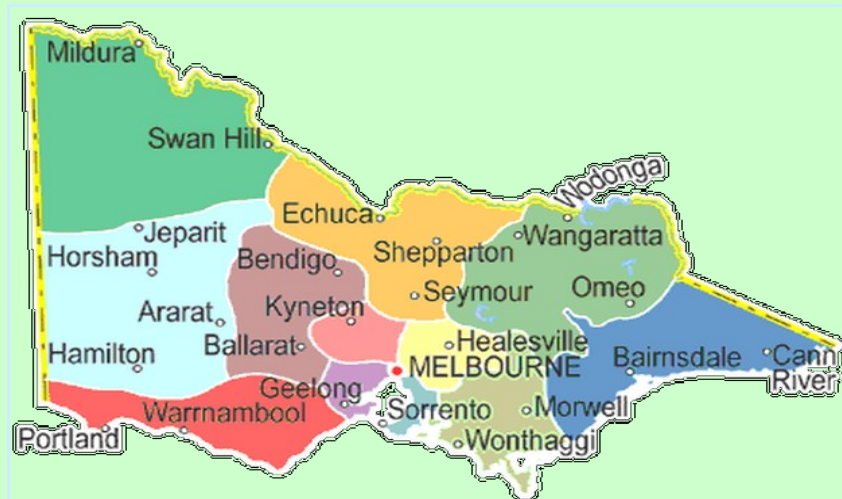 Mildura
Swan Hill
Wodonga
Echuca
Jeparit
Shepparton
Wangaratta
Horsham
Bendigo
Seymour
Omeo
Ararat
Kyneton
Hamilton
Ballarat
Healesville
MELBOURNE
Bairnsdale
Cann
River
Geelong
Warrnambool
Sorrento
Morwell
Portland
Wonthaggi